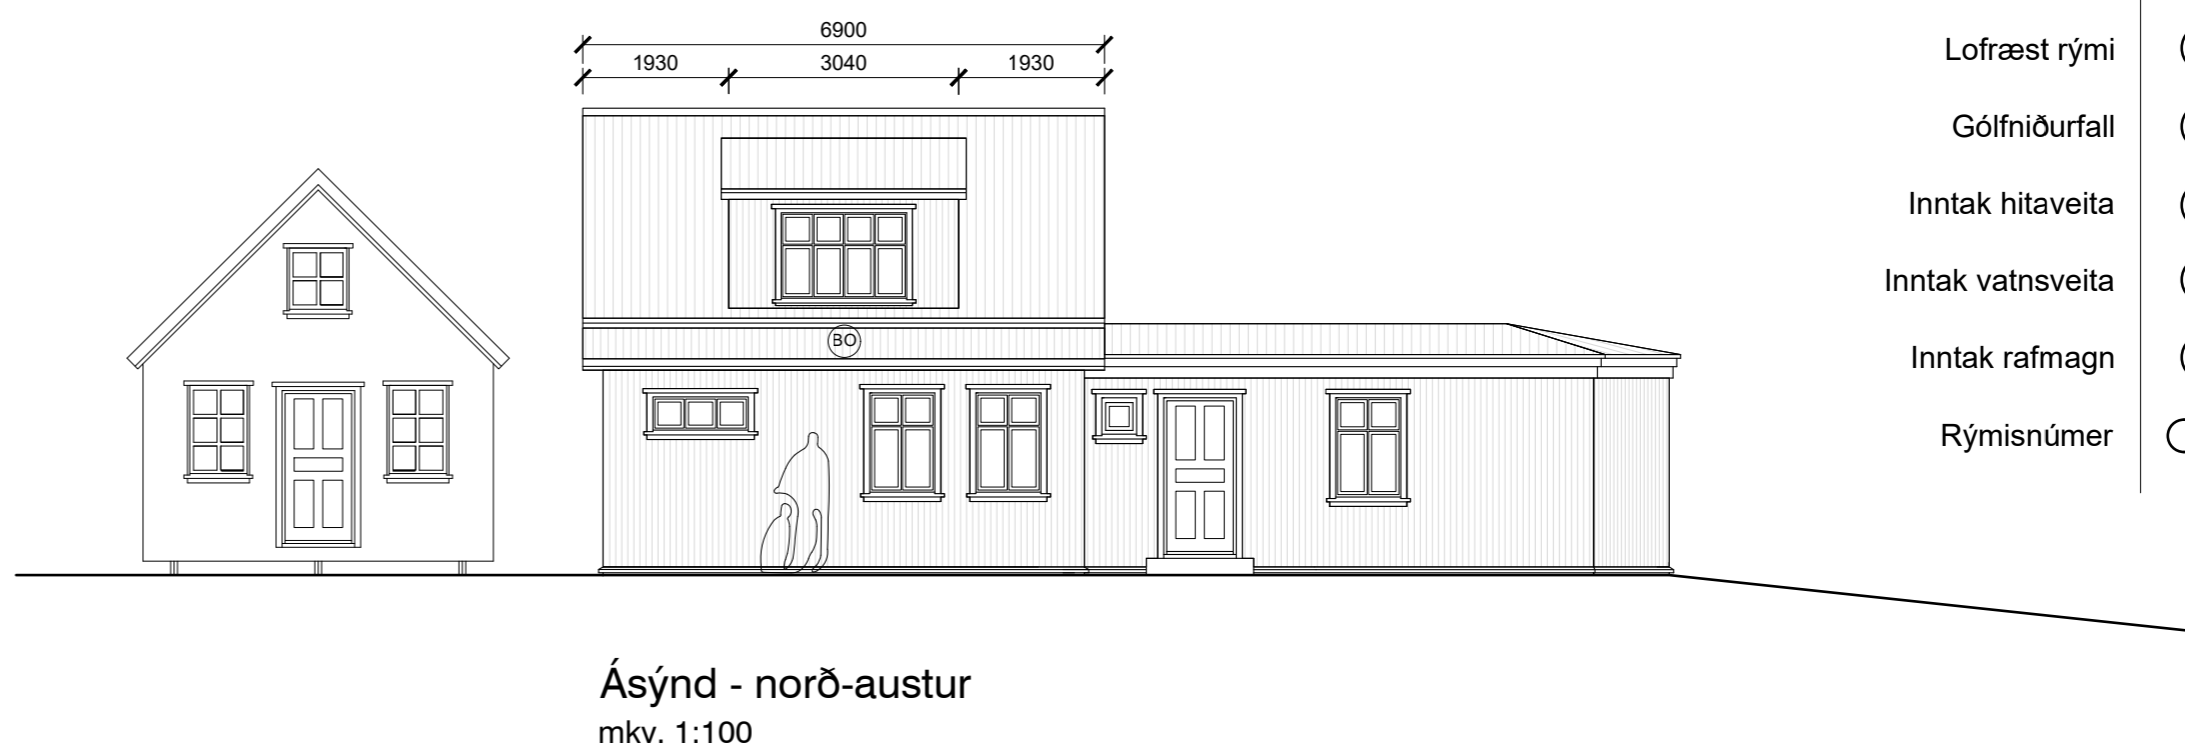 6900
1930 3040 1930
BO
Ásýnd - norð-austur
mkv. 1:100
Lofræst rými
Gólfniðurfall
Inntak hitaveita
Inntak vatnsveita
Inntak rafmagn
Rýmisnúmer